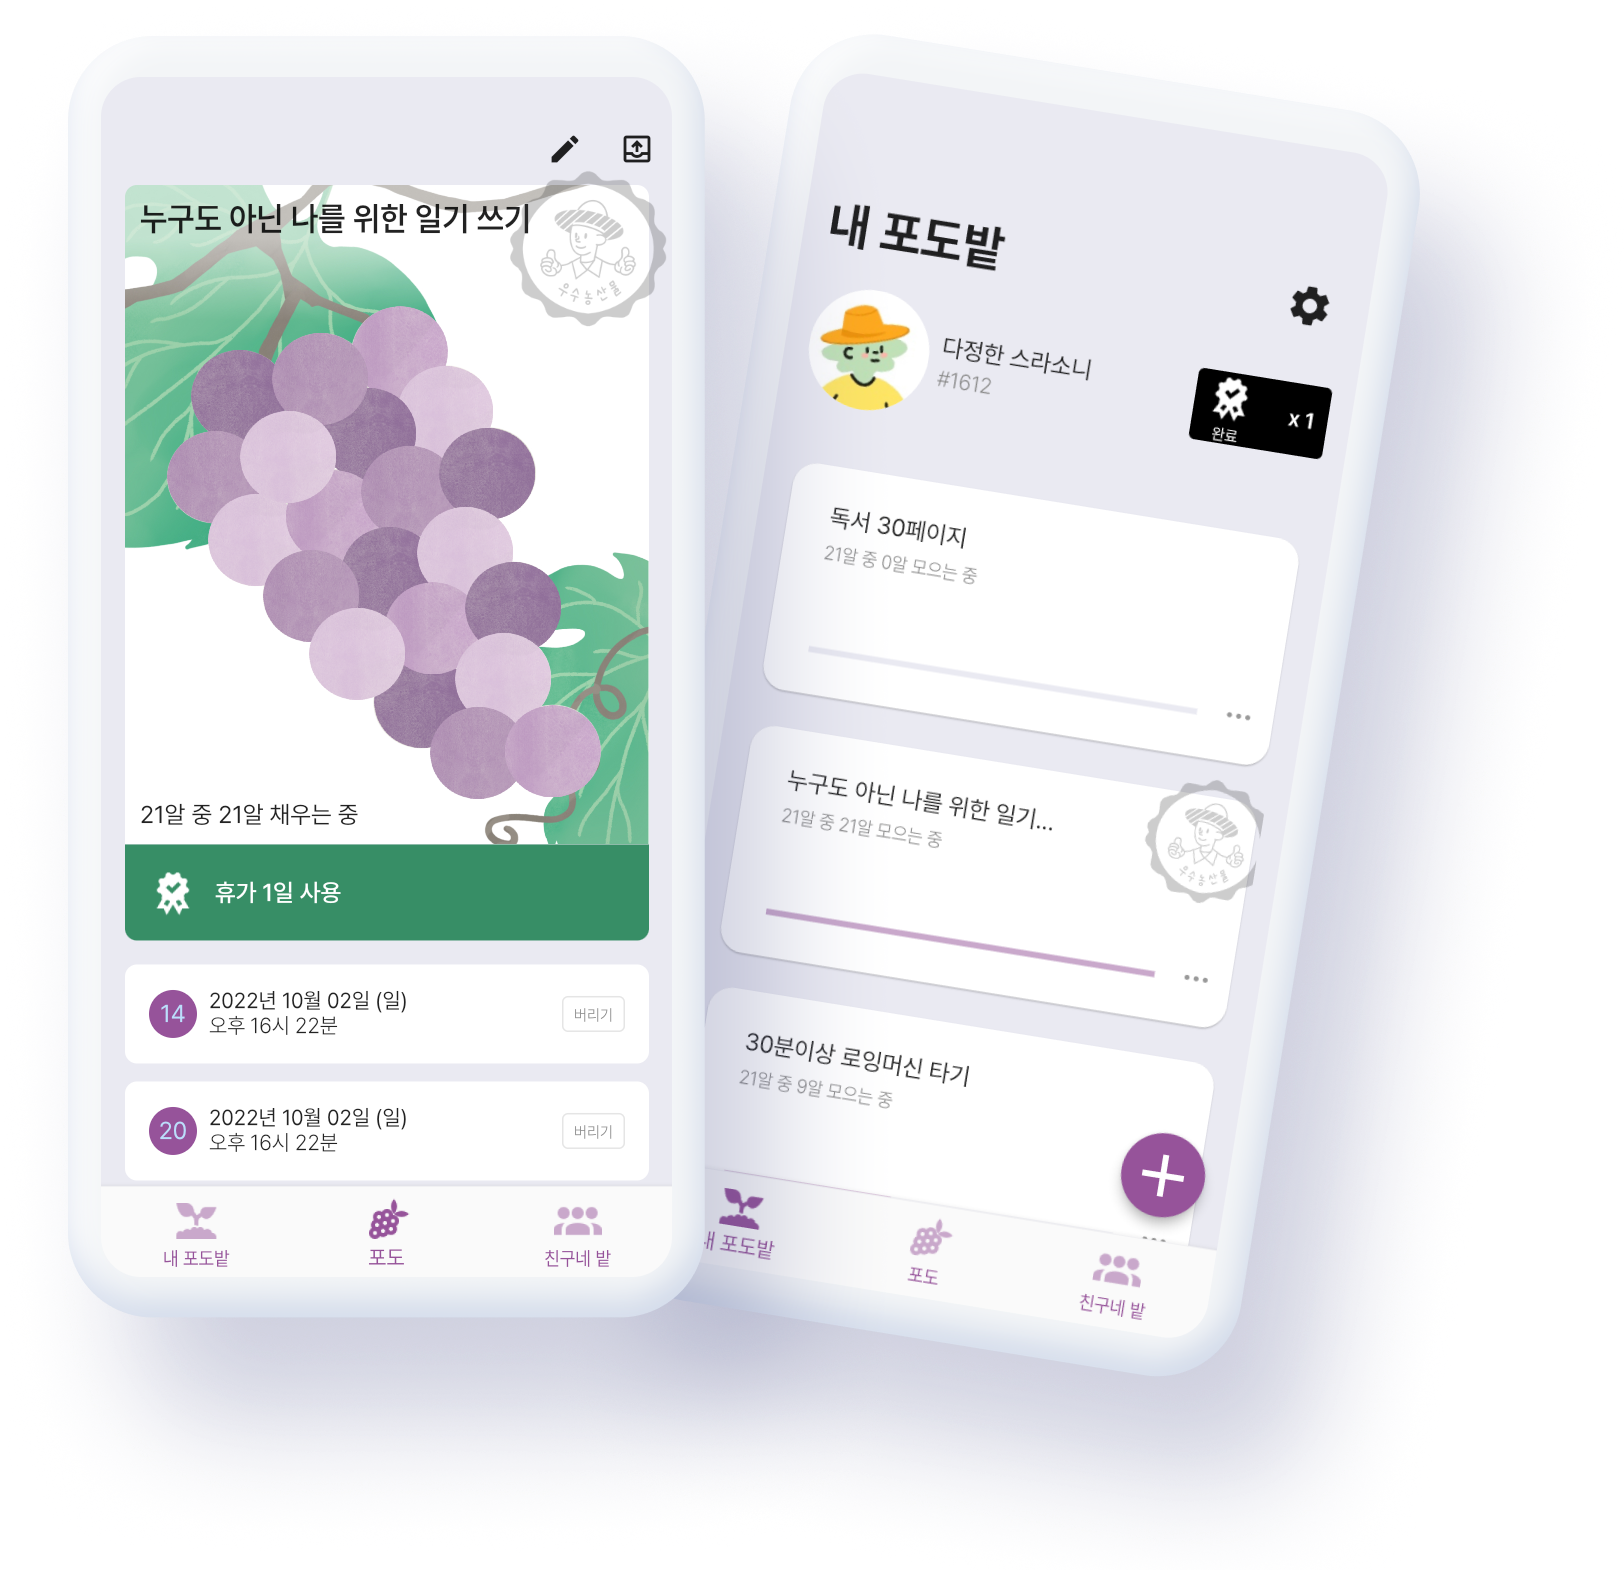 누구도 아닌 나를 위한 일기 쓰기
우수농산물
21알 중 21알 채우는 중
휴가 1일 사용
14
2022년 10월 02일 (일)
오후 16시 22분
버리기
20
2022년 10월 02일 (일)
오후 16시 22분
버리기
내 포도밭
포도
친구네 밭
내 포도밭
다정한 스라소니
#1612
완료
x 1
독서 30페이지
21알 중 0알 모으는 중
누구도 아닌 나를 위한 일기...
21알 중 21알 모으는 중
우수농산물
30분이상 로잉머신 타기
21알 중 9알 모으는 중
내 포도밭
포도
친구네 밭